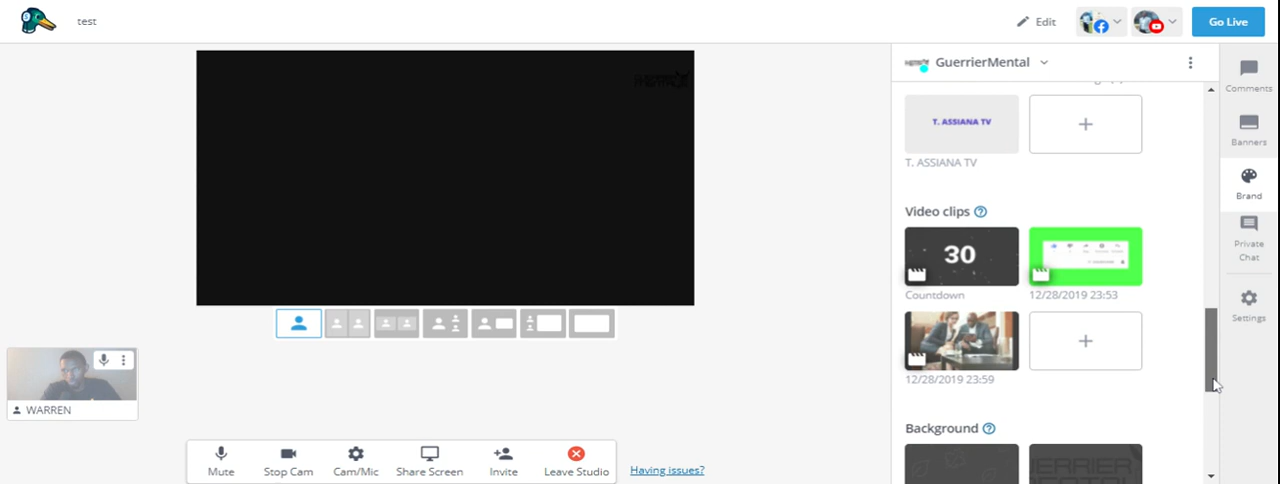 test
Edit
Go Live
GuerrierMental
Comments
T. ASSIANA TV
T. ASSIANA TV
Banners
Brand
Video clips
30
Countdown
12/28/2019 23:53
Private
Chat
Settings
12/28/2019 23:59
WARREN
Background
Mute
Stop Cam
Cam/Mic
Share Screen
Invite
Leave Studio
Having issues?